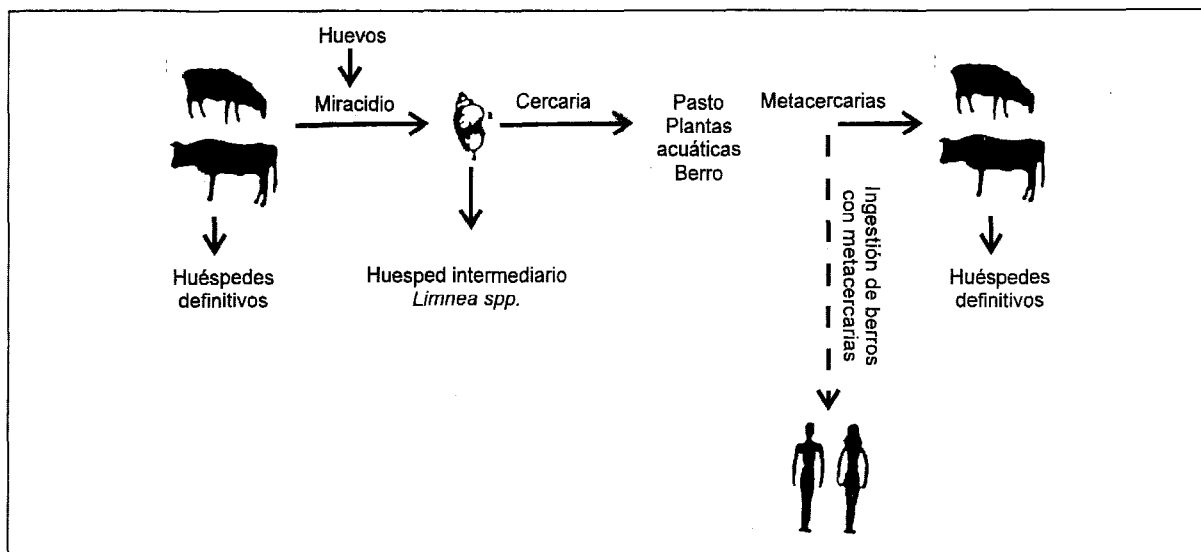 Huevos
Miracidio
Cercaria
Pasto
Plantas
acuáticas
Berro
Metacercarias
Ingestión de berros
con metacercarias
Huéspedes
definitivos
Huesped intermediario
Limnea spp.
Huéspedes
definitivos